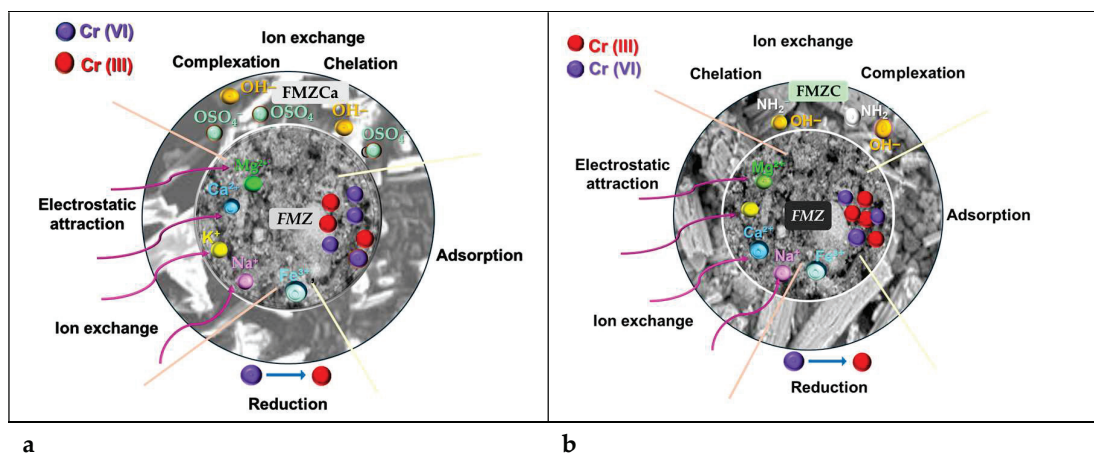 Cr (VI)
Cr (III)
Ion exchange
Complexation
Chelation
OH−
FMZCa
OH−
OSO₄⁻
OSO₄
OSO₄⁻
Mg²⁺
Electrostatic
attraction
Ca²⁺
FMZ
K⁺
Na⁺
Fe³⁺
Adsorption
Ion exchange
Reduction
a
Cr (III)
Cr (VI)
Ion exchange
Chelation
Complexation
FMZC
NH₂
OH−
NH₂
OH−
Mg²⁺
Electrostatic
attraction
FMZ
Ca²⁺
Na⁺
Adsorption
Ion exchange
Reduction
b